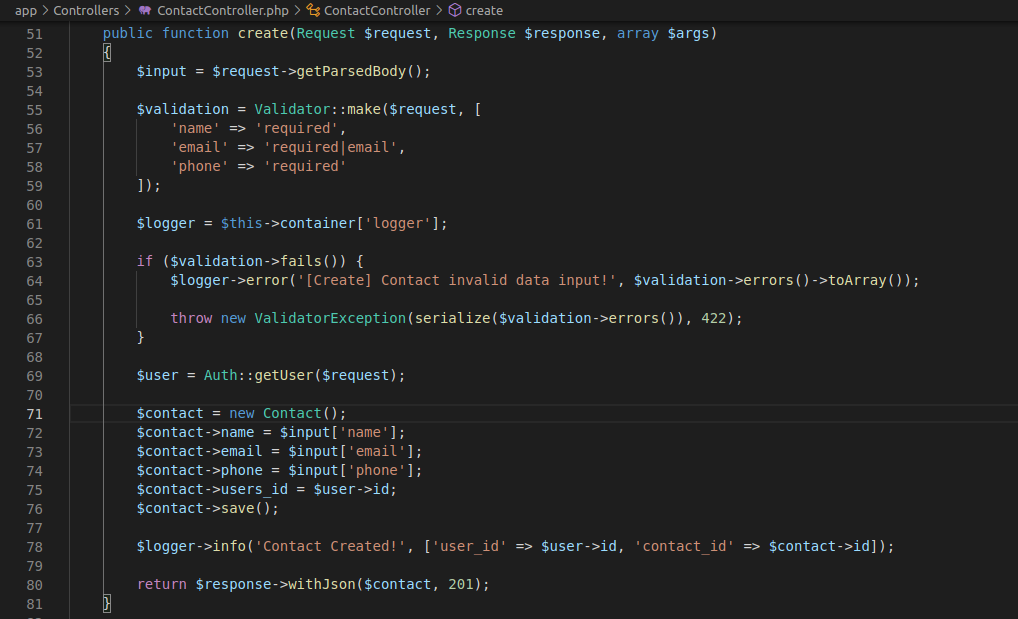 app > Controllers > ContactController.php > ContactController > create
51 public function create(Request $request, Response $response, array $args)
52 {
53 $input = $request->getParsedBody();
54
55 $validation = Validator::make($request, [
56 'name' => 'required',
57 'email' => 'required|email',
58 'phone' => 'required'
59 ]);
60
61 $logger = $this->container['logger'];
62
63 if ($validation->fails()) {
64 $logger->error('[Create] Contact invalid data input!', $validation->errors()->toArray());
65
66 throw new ValidatorException(serialize($validation->errors()), 422);
67 }
68
69 $user = Auth::getUser($request);
70
71 $contact = new Contact();
72 $contact->name = $input['name'];
73 $contact->email = $input['email'];
74 $contact->phone = $input['phone'];
75 $contact->users_id = $user->id;
76 $contact->save();
77
78 $logger->info('Contact Created!', ['user_id' => $user->id, 'contact_id' => $contact->id]);
79
80 return $response->withJson($contact, 201);
81 }